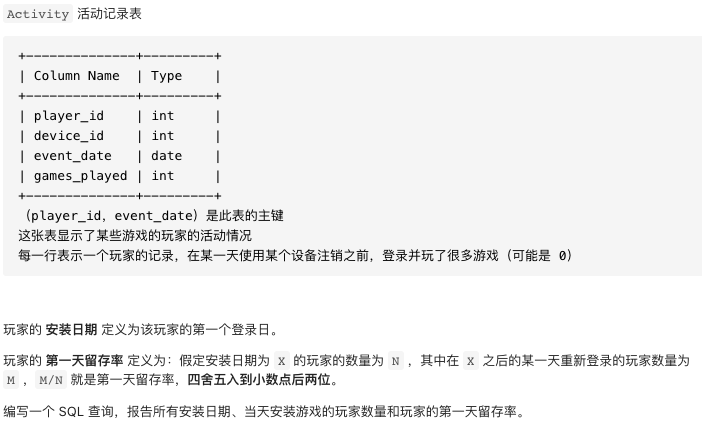 Activity 活动记录表
+--------------+---------+
| Column Name  | Type    |
+--------------+---------+
| player_id    | int     |
| device_id    | int     |
| event_date   | date    |
| games_played | int     |
+--------------+---------+
（player_id，event_date）是此表的主键
这张表显示了某些游戏的玩家的活动情况
每一行表示一个玩家的记录，在某一天使用某个设备注销之前，登录并玩了很多游戏（可能是 0）
玩家的 安装日期 定义为该玩家的第一个登录日。
玩家的 第一天留存率 定义为：假定安装日期为 X 的玩家的数量为 N ，其中在 X 之后的某一天重新登录的玩家数量为
M ，M/N 就是第一天留存率，四舍五入到小数点后两位。
编写一个 SQL 查询，报告所有安装日期、当天安装游戏的玩家数量和玩家的第一天留存率。